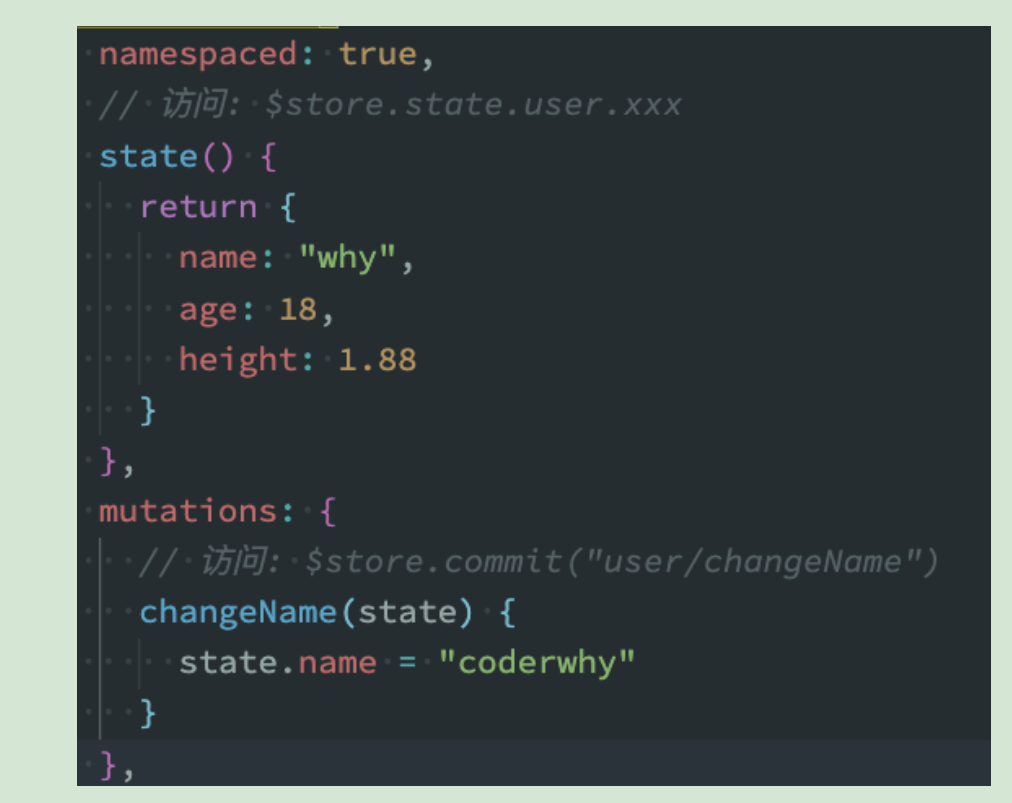 namespaced: true,
// 访问: $store.state.user.xxx
state() {
return {
name: "why",
age: 18,
height: 1.88
}
},
mutations: {
// 访问: $store.commit("user/changeName")
changeName(state) {
state.name = "coderwhy"
}
},